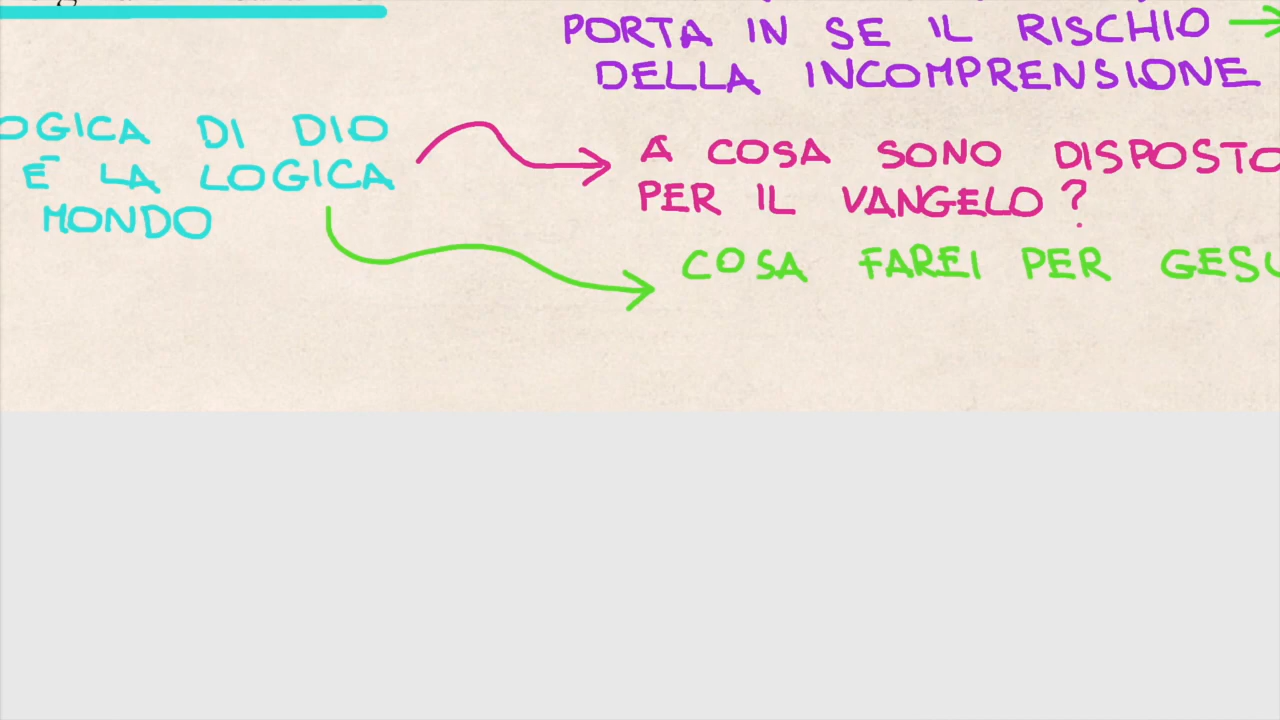 PORTA IN SE IL RISCHIO
DELLA INCOMPRENSIONE
OGICA DI DIO
È LA LOGICA
MONDO
A COSA SONO DISPOSTO
PER IL VANGELO?
COSA FAREI PER GESU